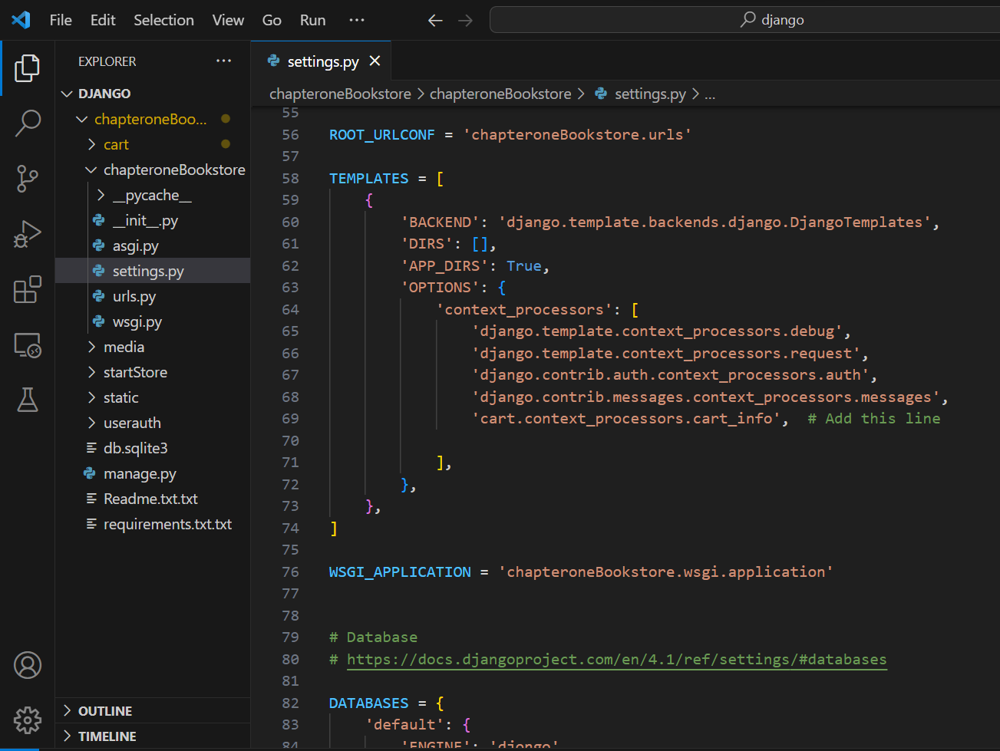 File Edit Selection View Go Run ··· django
EXPLORER ···
DJANGO
chapteroneBoo...
cart
chapteroneBookstore
__pycache__
__init__.py
asgi.py
settings.py
urls.py
wsgi.py
media
startStore
static
userauth
db.sqlite3
manage.py
Readme.txt.txt
requirements.txt.txt
OUTLINE
TIMELINE
settings.py
chapteroneBookstore > chapteroneBookstore > settings.py > ...
55
56 ROOT_URLCONF = 'chapteroneBookstore.urls'
57
58 TEMPLATES = [
59 {
60 'BACKEND': 'django.template.backends.django.DjangoTemplates',
61 'DIRS': [],
62 'APP_DIRS': True,
63 'OPTIONS': {
64 'context_processors': [
65 'django.template.context_processors.debug',
66 'django.template.context_processors.request',
67 'django.contrib.auth.context_processors.auth',
68 'django.contrib.messages.context_processors.messages',
69 'cart.context_processors.cart_info', # Add this line
70
71 ],
72 },
73 },
74 ]
75
76 WSGI_APPLICATION = 'chapteroneBookstore.wsgi.application'
77
78
79 # Database
80 # https://docs.djangoproject.com/en/4.1/ref/settings/#databases
81
82 DATABASES = {
83 'default': {
84 'ENGINE': 'django'